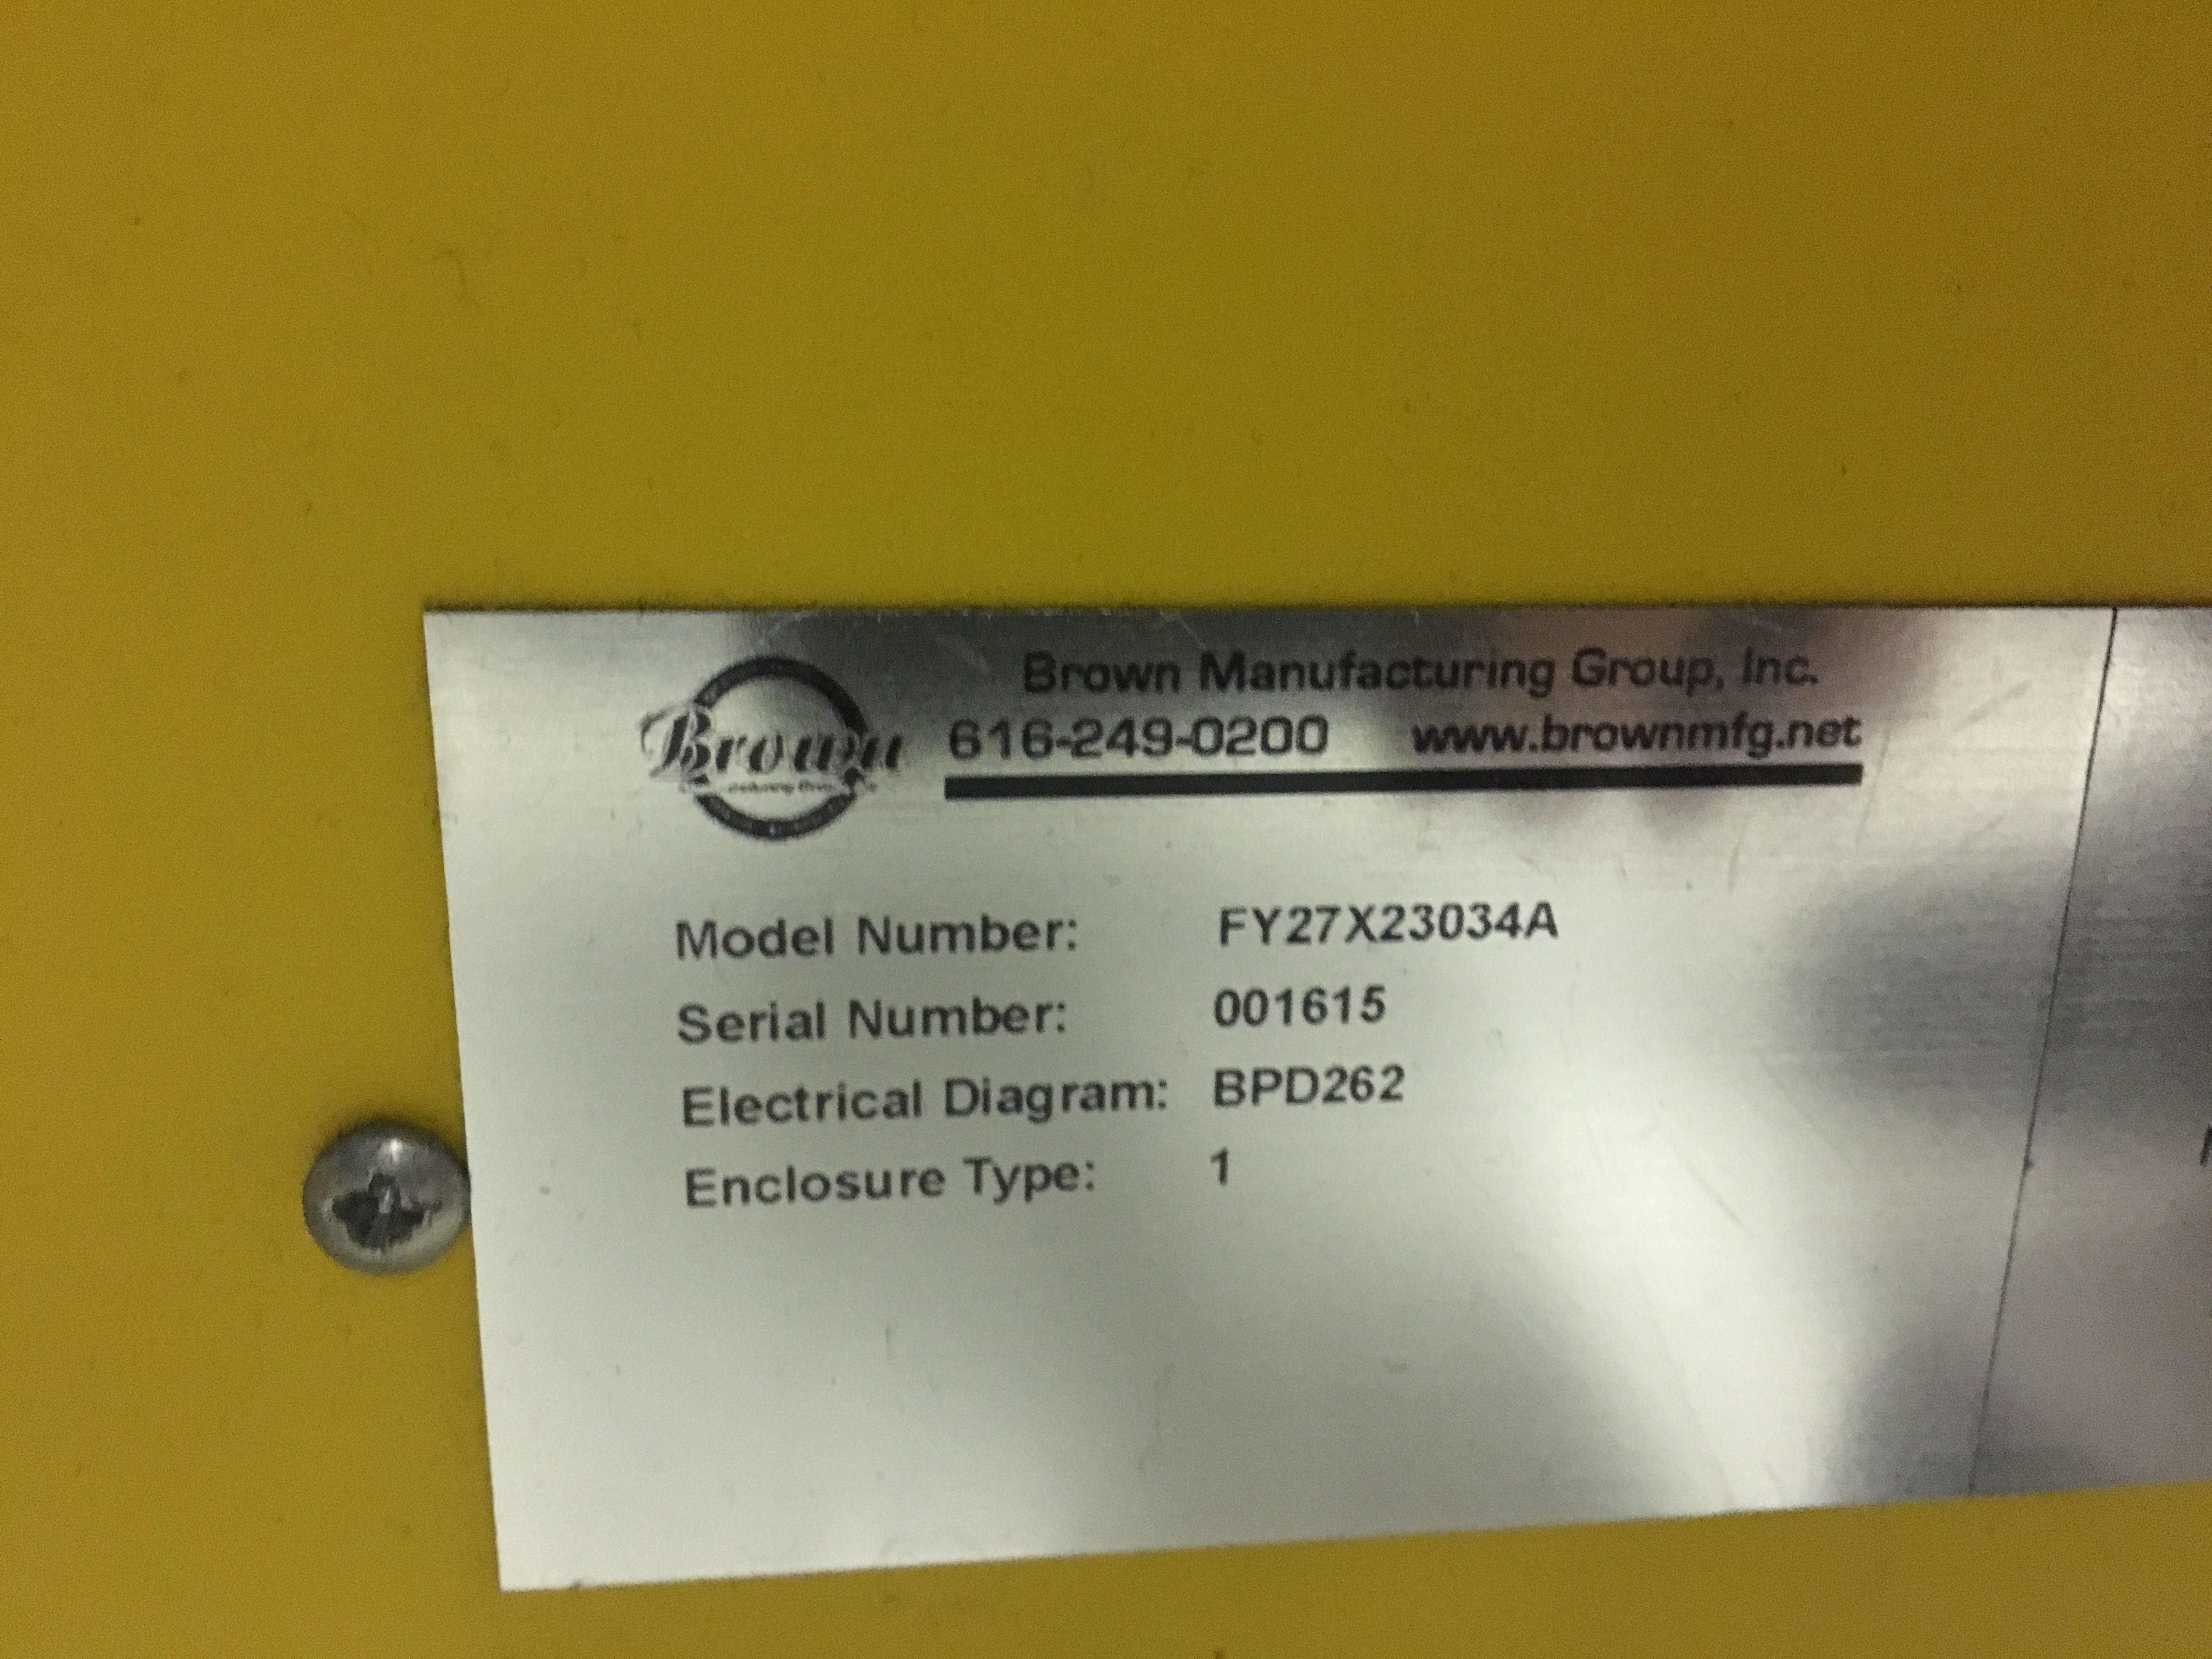 Brown
Brown Manufacturing Group, Inc.
616-249-0200 www.brownmfg.net
Model Number: FY27X23034A
Serial Number: 001615
Electrical Diagram: BPD262
Enclosure Type: 1